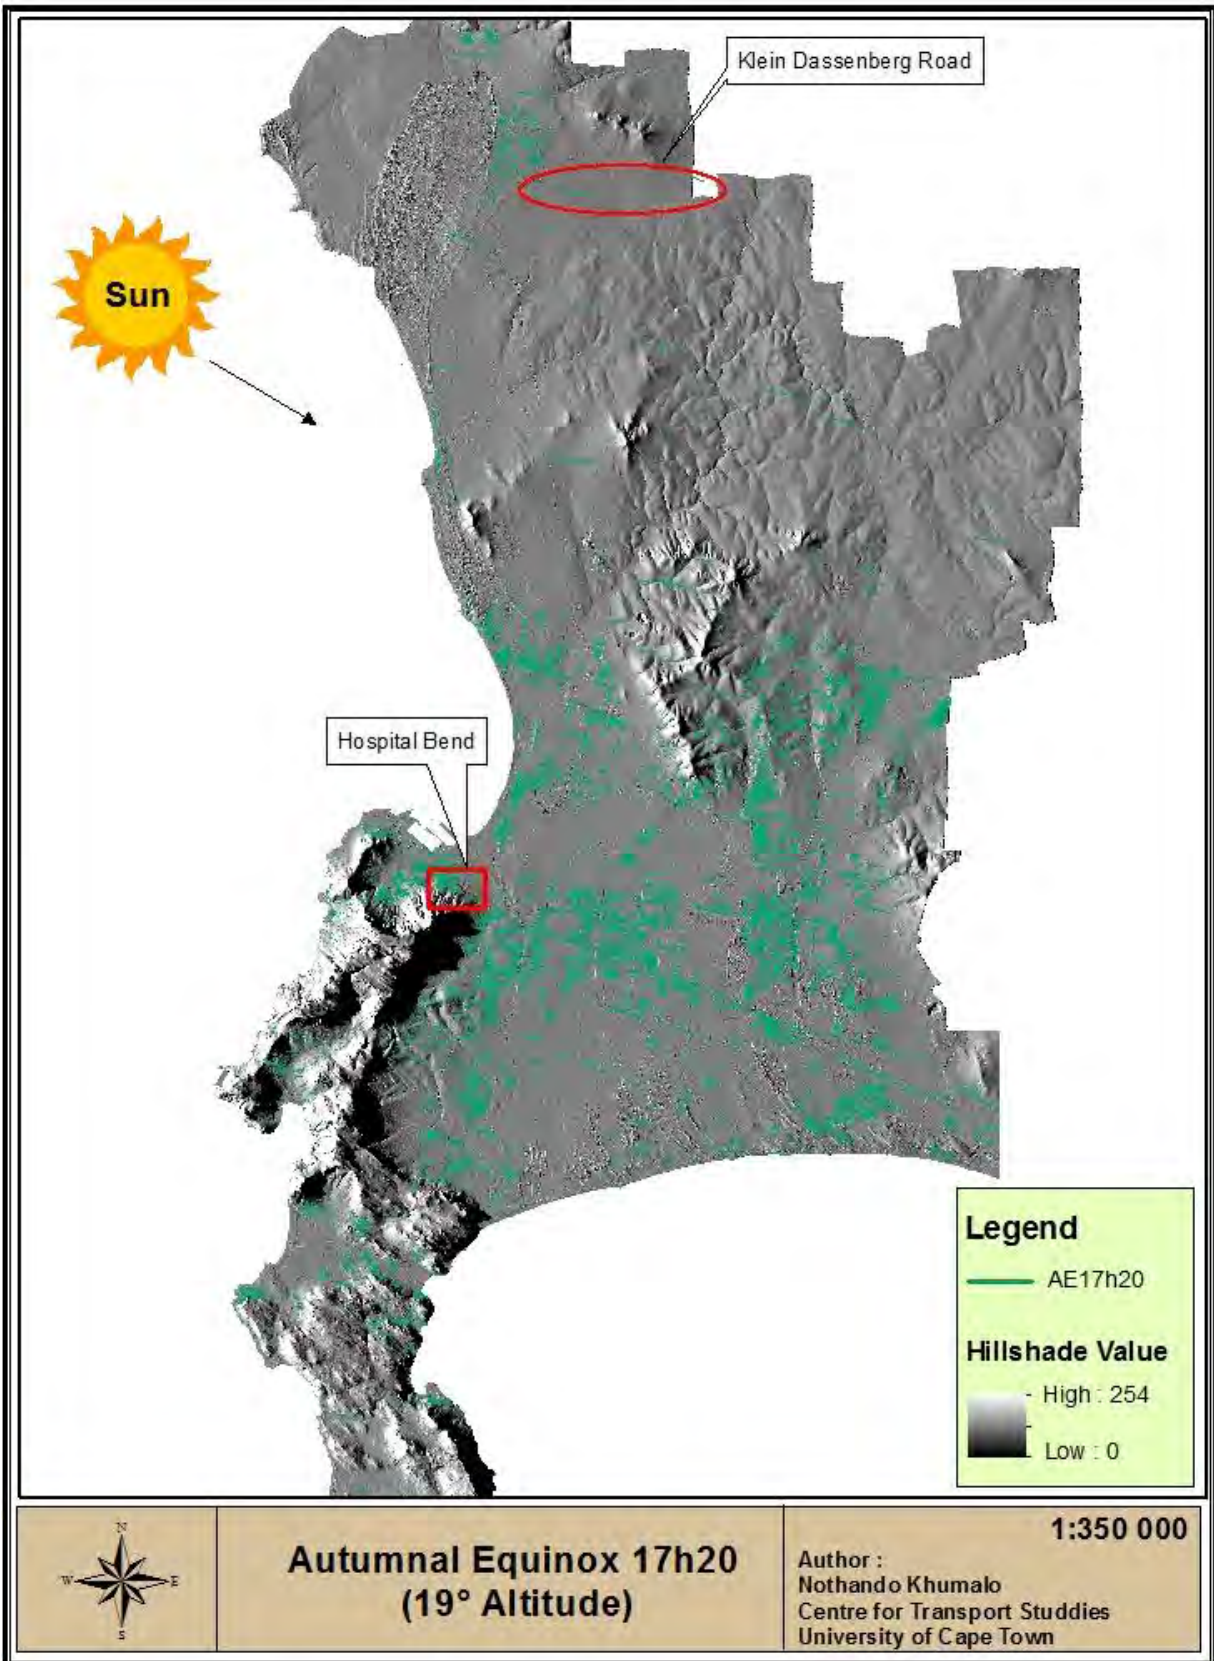 Klein Dassenberg Road
Sun
Hospital Bend
Legend
AE17h20
Hillshade Value
High : 254
Low : 0
N
W
E
S
Autumnal Equinox 17h20
(19° Altitude)
1:350 000
Author :
Nothando Khumalo
Centre for Transport Studdies
University of Cape Town